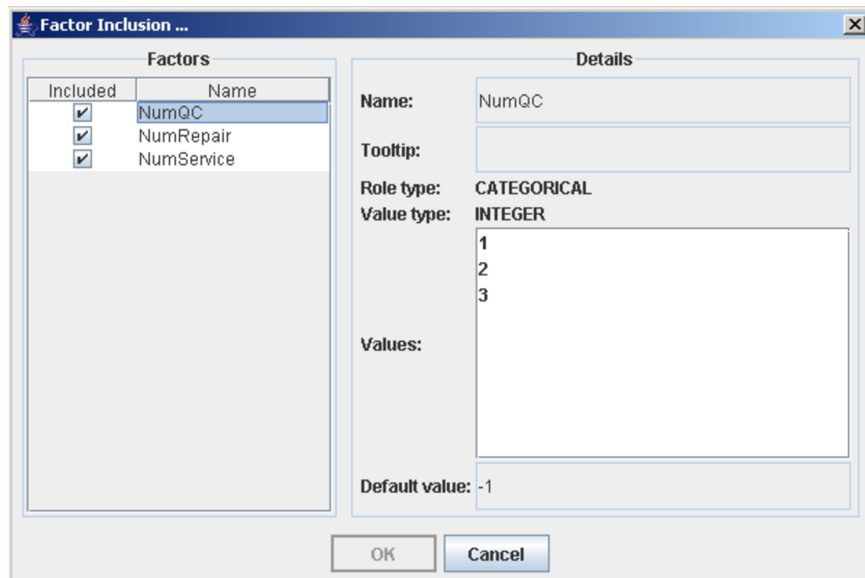 Factor Inclusion ...
Factors
Included Name
NumQC
NumRepair
NumService
Details
Name: NumQC
Tooltip:
Role type: CATEGORICAL
Value type: INTEGER
Values:
1
2
3
Default value: -1
OK Cancel